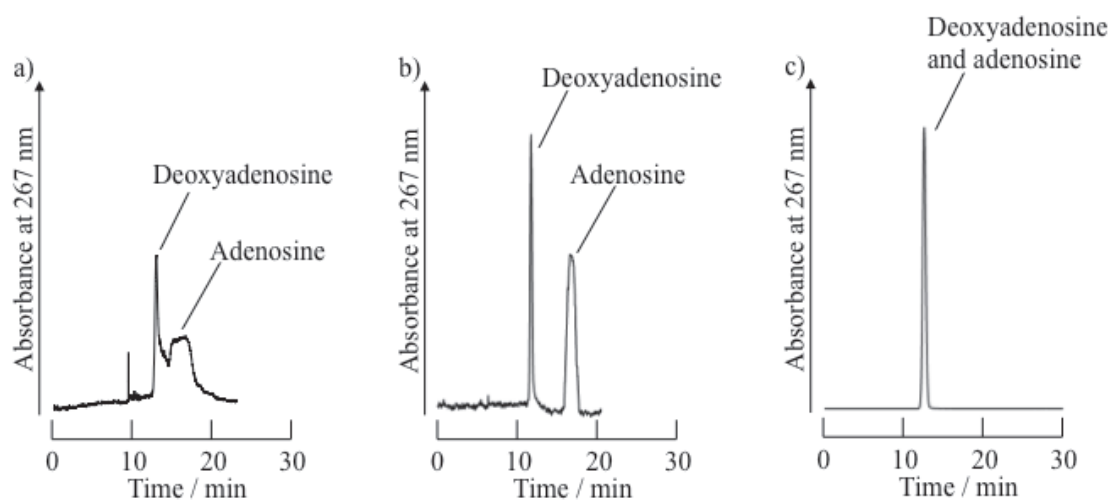 a)
Absorbance at 267 nm
Deoxyadenosine
Adenosine
0 10 20 30
Time / min
b)
Absorbance at 267 nm
Deoxyadenosine
Adenosine
0 10 20 30
Time / min
c)
Absorbance at 267 nm
Deoxyadenosine
and adenosine
0 10 20 30
Time / min